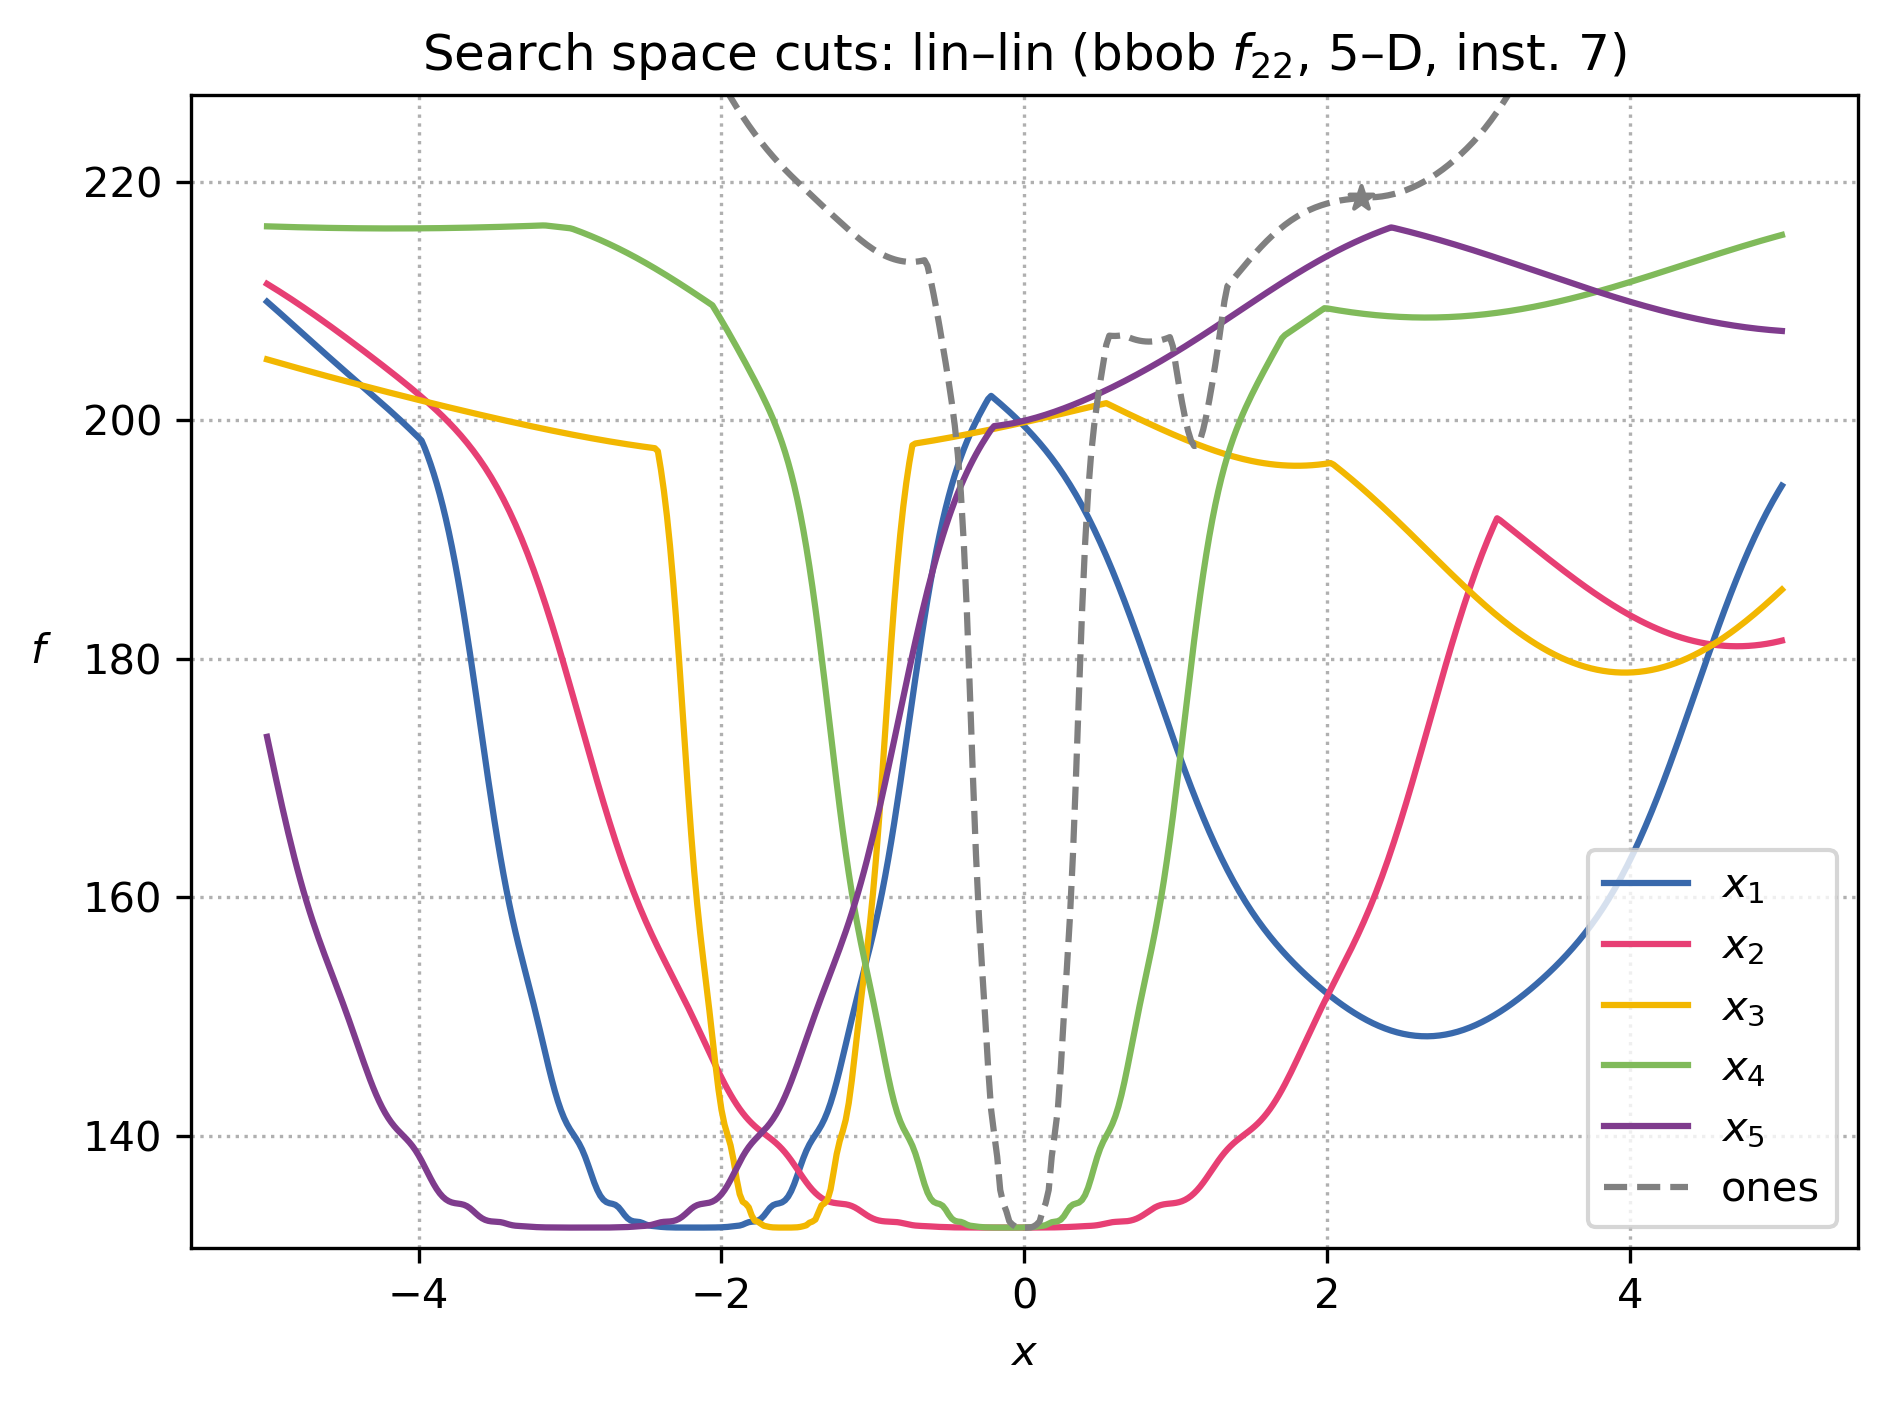 Search space cuts: lin–lin (bbob f₂₂, 5–D, inst. 7)
220
200
180
160
140
f
−4
−2
0
2
4
x
x₁
x₂
x₃
x₄
x₅
ones